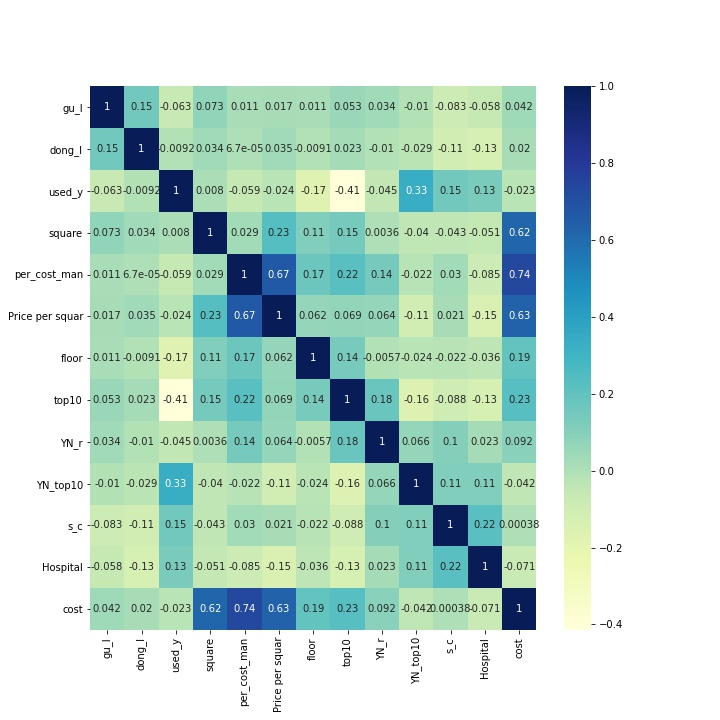 gu_l 1 0.15 -0.063 0.073 0.011 0.017 0.011 0.053 0.034 -0.01 -0.083 -0.058 0.042
dong_l 0.15 1 -0.0092 0.034 6.7e-05 0.035 -0.0091 0.023 -0.01 -0.029 -0.11 -0.13 0.02
used_y -0.063 -0.0092 1 0.008 -0.059 -0.024 -0.17 -0.41 -0.045 0.33 0.15 0.13 -0.023
square 0.073 0.034 0.008 1 0.029 0.23 0.11 0.15 0.0036 -0.04 -0.043 -0.051 0.62
per_cost_man 0.011 6.7e-05 -0.059 0.029 1 0.67 0.17 0.22 0.14 -0.022 0.03 -0.085 0.74
Price per squar 0.017 0.035 -0.024 0.23 0.67 1 0.062 0.069 0.064 -0.11 0.021 -0.15 0.63
floor 0.011 -0.0091 -0.17 0.11 0.17 0.062 1 0.14 -0.0057 -0.024 -0.022 -0.036 0.19
top10 0.053 0.023 -0.41 0.15 0.22 0.069 0.14 1 0.18 -0.16 -0.088 -0.13 0.23
YN_r 0.034 -0.01 -0.045 0.0036 0.14 0.064 -0.0057 0.18 1 0.066 0.1 0.023 0.092
YN_top10 -0.01 -0.029 0.33 -0.04 -0.022 -0.11 -0.024 -0.16 0.066 1 0.11 0.11 -0.042
s_c -0.083 -0.11 0.15 -0.043 0.03 0.021 -0.022 -0.088 0.1 0.11 1 0.22 0.00038
Hospital -0.058 -0.13 0.13 -0.051 -0.085 -0.15 -0.036 -0.13 0.023 0.11 0.22 1 -0.071
cost 0.042 0.02 -0.023 0.62 0.74 0.63 0.19 0.23 0.092 -0.042 0.00038 -0.071 1
gu_l
dong_l
used_y
square
per_cost_man
Price per squar
floor
top10
YN_r
YN_top10
s_c
Hospital
cost
1.0
0.8
0.6
0.4
0.2
0.0
−0.2
−0.4